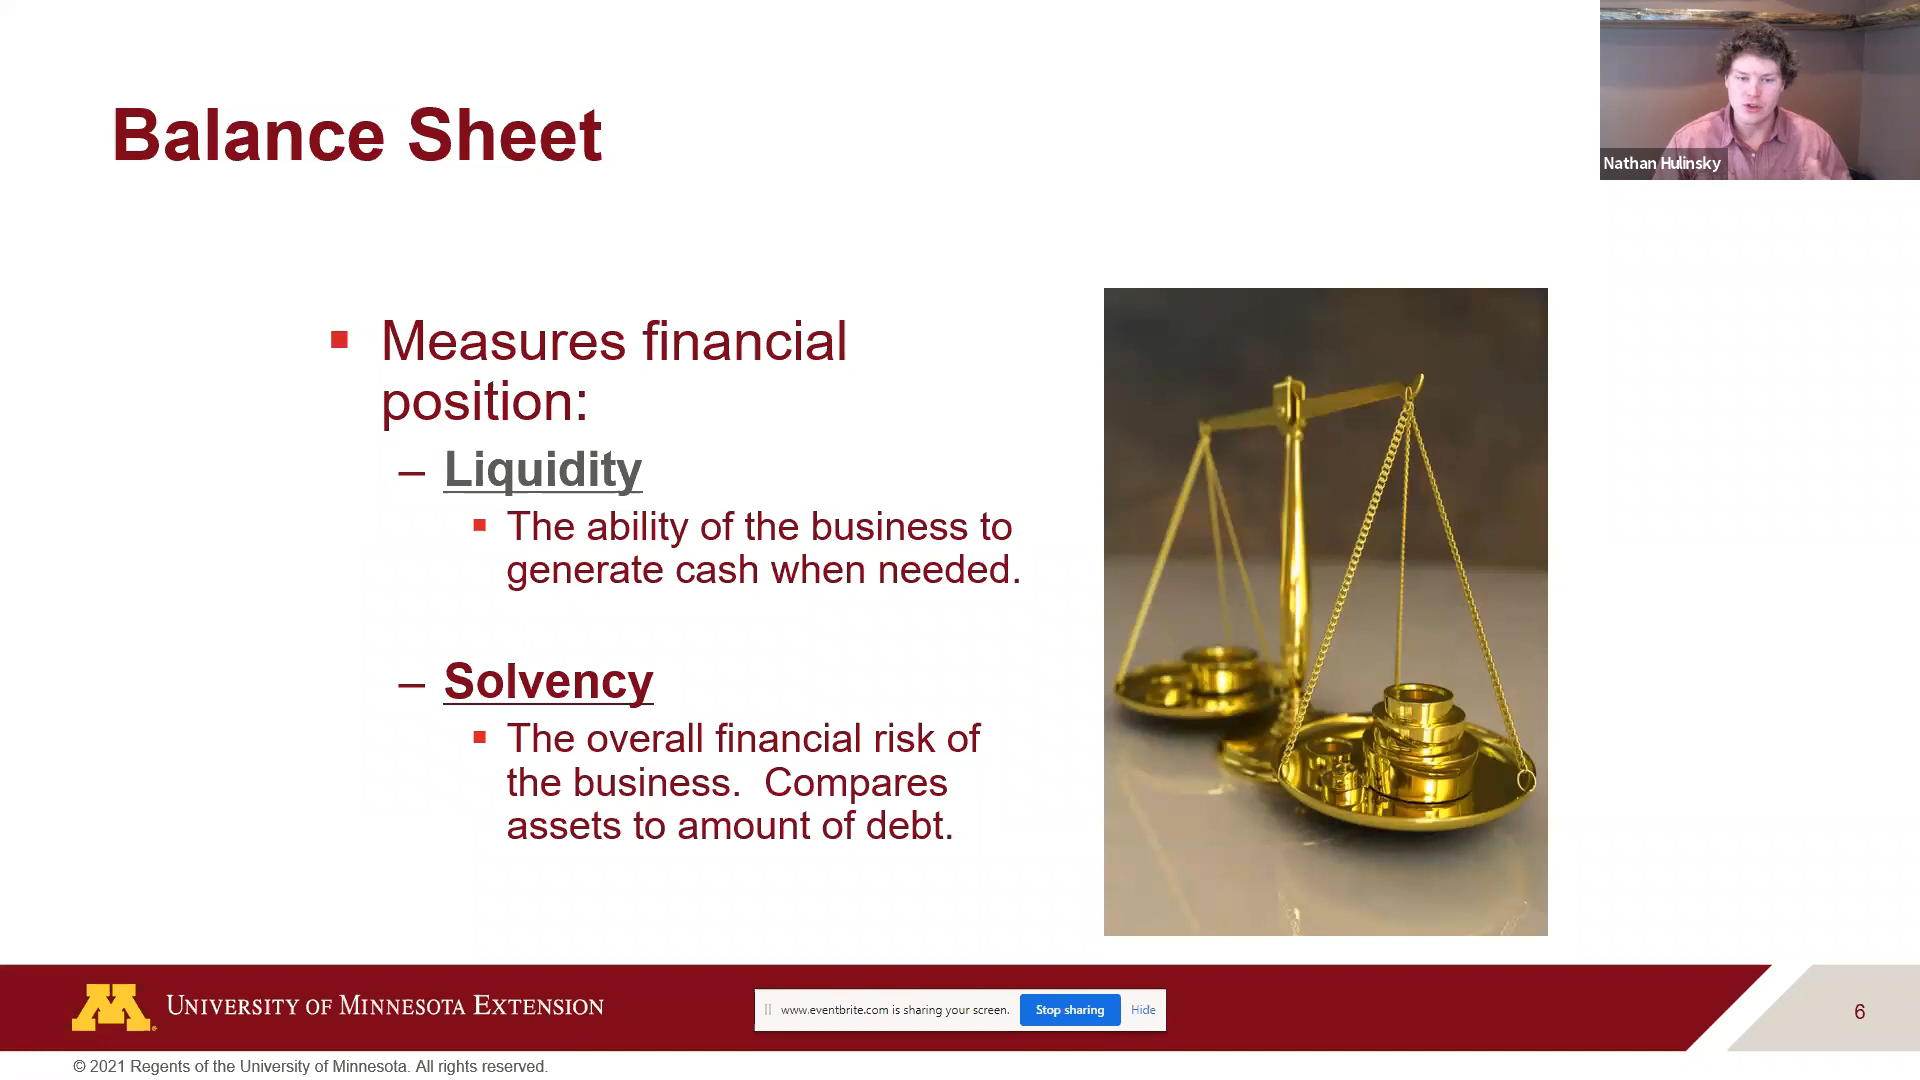 Balance Sheet
Nathan Hulinsky
▪ Measures financial
position:
– Liquidity
▪ The ability of the business to
generate cash when needed.
– Solvency
▪ The overall financial risk of
the business. Compares
assets to amount of debt.
M
UNIVERSITY OF MINNESOTA EXTENSION
www.eventbrite.com is sharing your screen. Stop sharing Hide
6
© 2021 Regents of the University of Minnesota. All rights reserved.